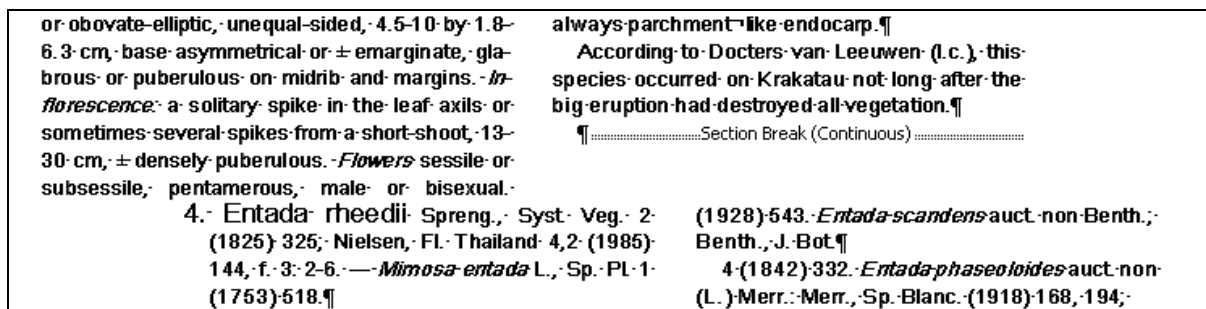 or obovate-elliptic, unequal-sided, 4.5-10 by 1.8–
6.3 cm, base asymmetrical or ± emarginate, gla–
brous or puberulous on midrib and margins. In–
florescence: a solitary spike in the leaf axils or
sometimes several spikes from a short-shoot, 13–
30 cm, ± densely puberulous. Flowers sessile or
subsessile, pentamerous, male or bisexual.
always parchment¬like endocarp.¶
According to Docters van Leeuwen (l.c.), this
species occurred on Krakatau not long after the
big eruption had destroyed all vegetation.¶
¶ Section Break (Continuous)
4. Entada rheedii Spreng., Syst. Veg. 2
(1825) 325; Nielsen, Fl. Thailand 4,2 (1985)
144, f. 3: 2-6. — Mimosa entada L., Sp. Pl. 1
(1753) 518.¶
(1928) 543. Entada scandens auct. non Benth.;
Benth., J. Bot.¶
4 (1842) 332. Entada phaseoloides auct. non
(L.) Merr.: Merr., Sp. Blanc. (1918) 168, 194;